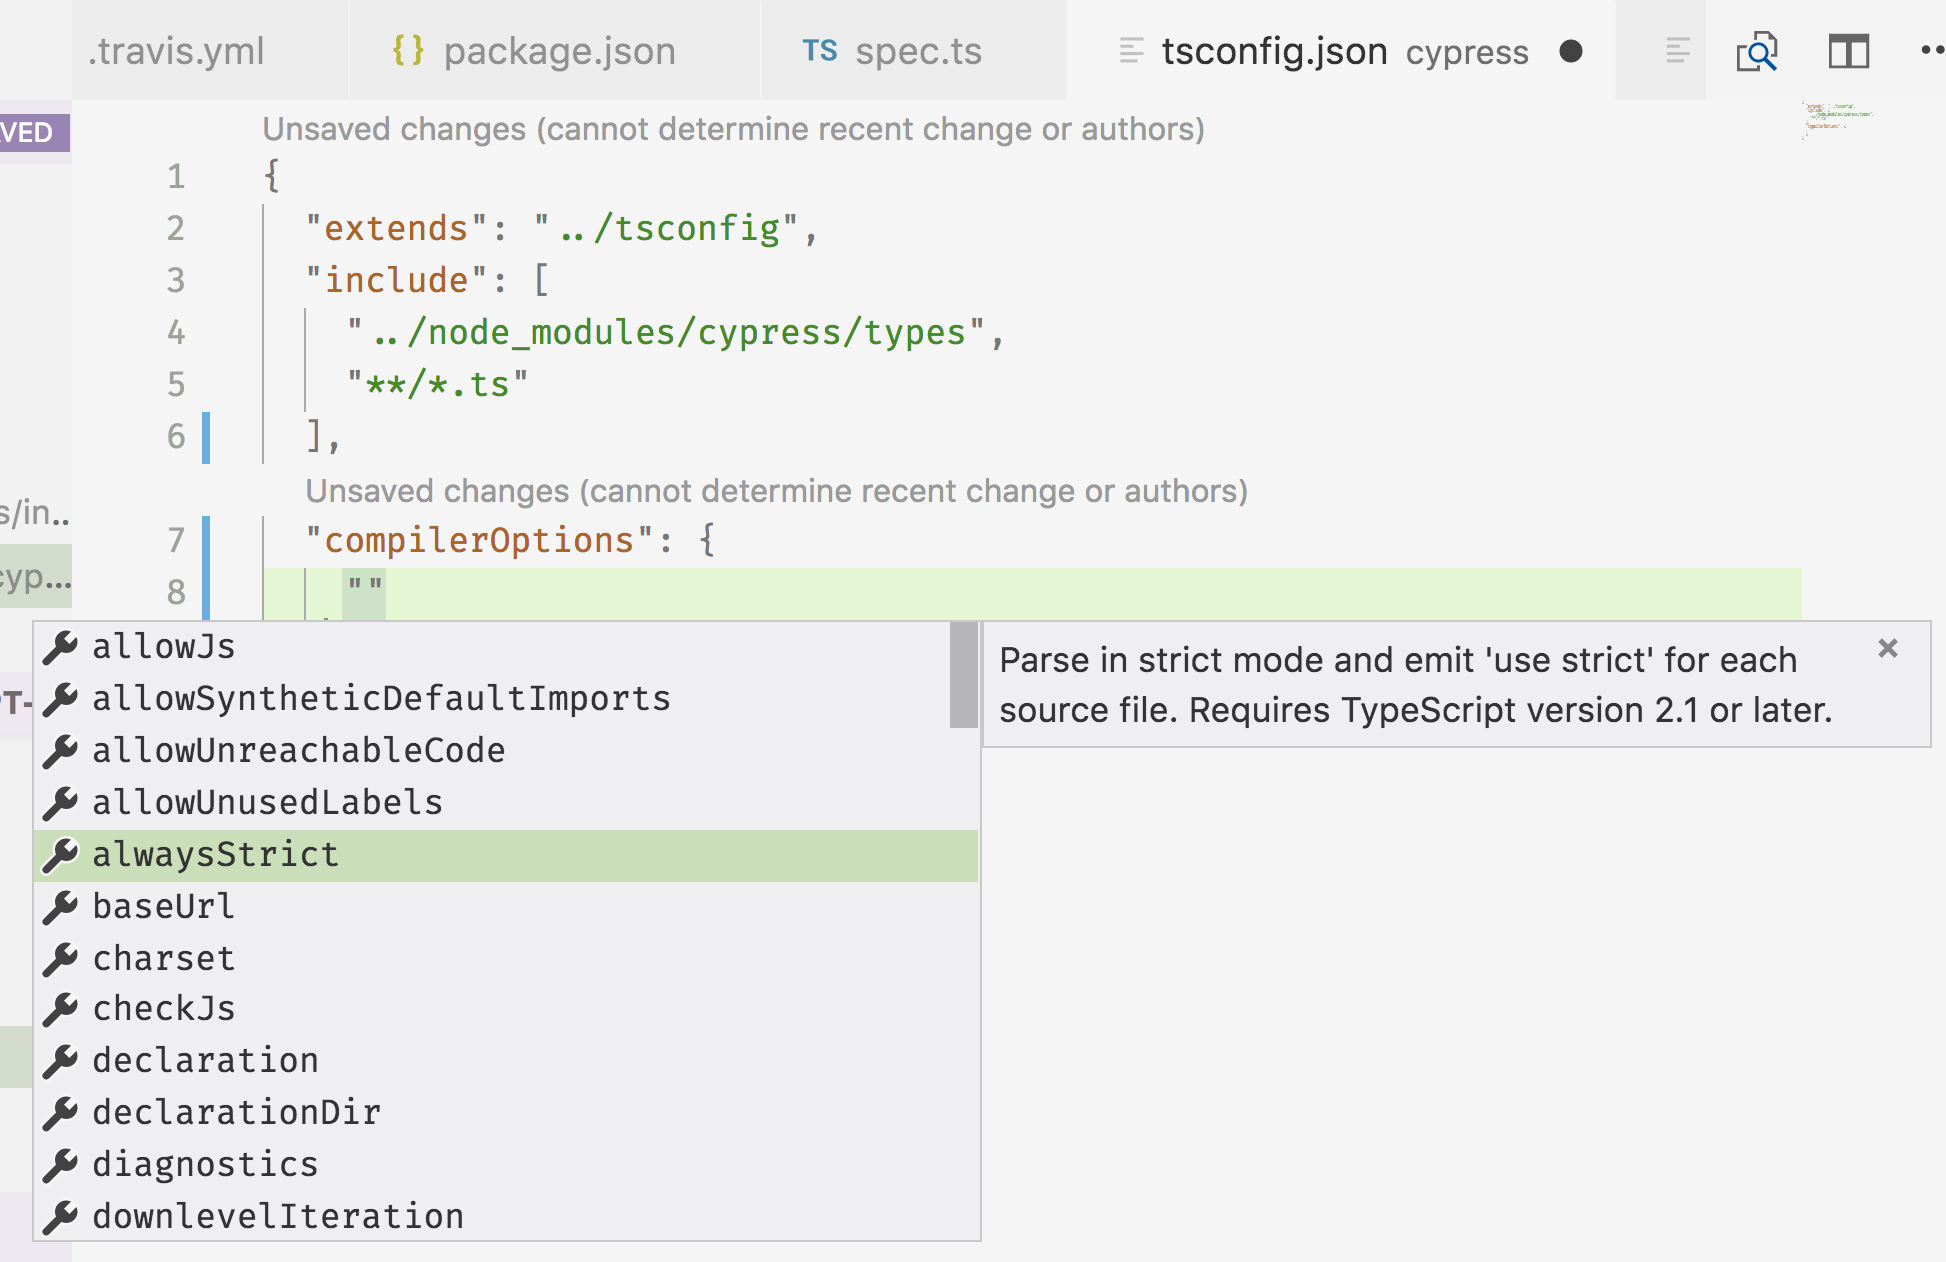 .travis.yml
{} package.json
TS spec.ts
tsconfig.json cypress
VED
Unsaved changes (cannot determine recent change or authors)
1 {
2 "extends": "../tsconfig",
3 "include": [
4 "../node_modules/cypress/types",
5 "**/*.ts"
6 ],
Unsaved changes (cannot determine recent change or authors)
s/in..
7 "compilerOptions": {
cyp...
8 ""
allowJs
Parse in strict mode and emit 'use strict' for each
source file. Requires TypeScript version 2.1 or later.
allowSyntheticDefaultImports
T-
allowUnreachableCode
allowUnusedLabels
alwaysStrict
baseUrl
charset
checkJs
declaration
declarationDir
diagnostics
downlevelIteration